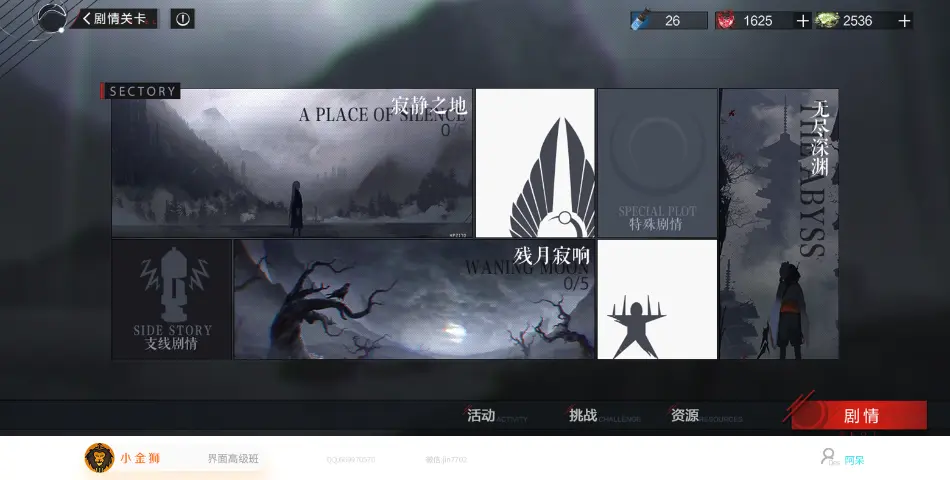 剧情关卡
26
1625
2536
SECTORY
寂静之地
A PLACE OF SILENCE
无尽深渊
THE ABYSS
SPECIAL PLOT
特殊剧情
残月寂响
WANING MOON
0/5
SIDE STORY
支线剧情
活动 ACTIVITY
挑战 CHALLENGE
资源 RESOURCES
剧情
小金狮
界面高级班
阿呆